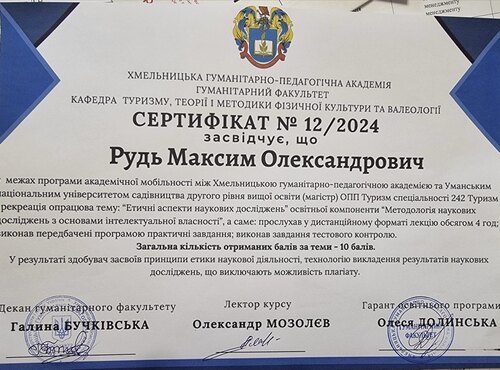 менеджменту
менеджменту
ХМЕЛЬНИЦЬКА ГУМАНІТАРНО-ПЕДАГОГІЧНА АКАДЕМІЯ
ГУМАНІТАРНИЙ ФАКУЛЬТЕТ
КАФЕДРА ТУРИЗМУ, ТЕОРІЇ І МЕТОДИКИ ФІЗИЧНОЇ КУЛЬТУРИ ТА ВАЛЕОЛОГІЇ
СЕРТИФІКАТ № 12/2024
засвідчує, що
Рудь Максим Олександрович
межах програми академічної мобільності між Хмельницькою гуманітарно-педагогічною академією та Уманським
національним університетом садівництва другого рівня вищої освіти (магістр) ОПП Туризм спеціальності 242 Туризм
рекреація опрацював тему: “Етичні аспекти наукових досліджень” освітньої компоненти “Методологія наукових
досліджень з основами інтелектуальної власності”, а саме: прослухав у дистанційному форматі лекцію обсягом 4 год;
виконав передбачені програмою практичні завдання; виконав завдання тестового контролю.
Загальна кількість отриманих балів за теми - 10 балів.
У результаті здобувач засвоїв принципи етики наукової діяльності, технологію викладення результатів наукових
досліджень, що виключають можливість плагіату.
Декан гуманітарного факультету
Лектор курсу
Гарант освітнього програми
Галина БУЧКІВСЬКА
Олександр МОЗОЛЄВ
Олеся ДОЛИНСЬКА